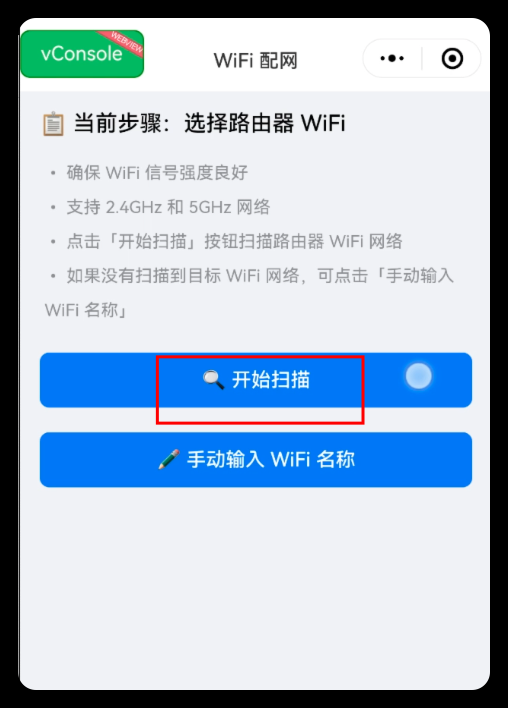 vConsole
WEBVIEW
WiFi 配网
当前步骤：选择路由器 WiFi
• 确保 WiFi 信号强度良好
• 支持 2.4GHz 和 5GHz 网络
• 点击「开始扫描」按钮扫描路由器 WiFi 网络
• 如果没有扫描到目标 WiFi 网络，可点击「手动输入
WiFi 名称」
开始扫描
手动输入 WiFi 名称